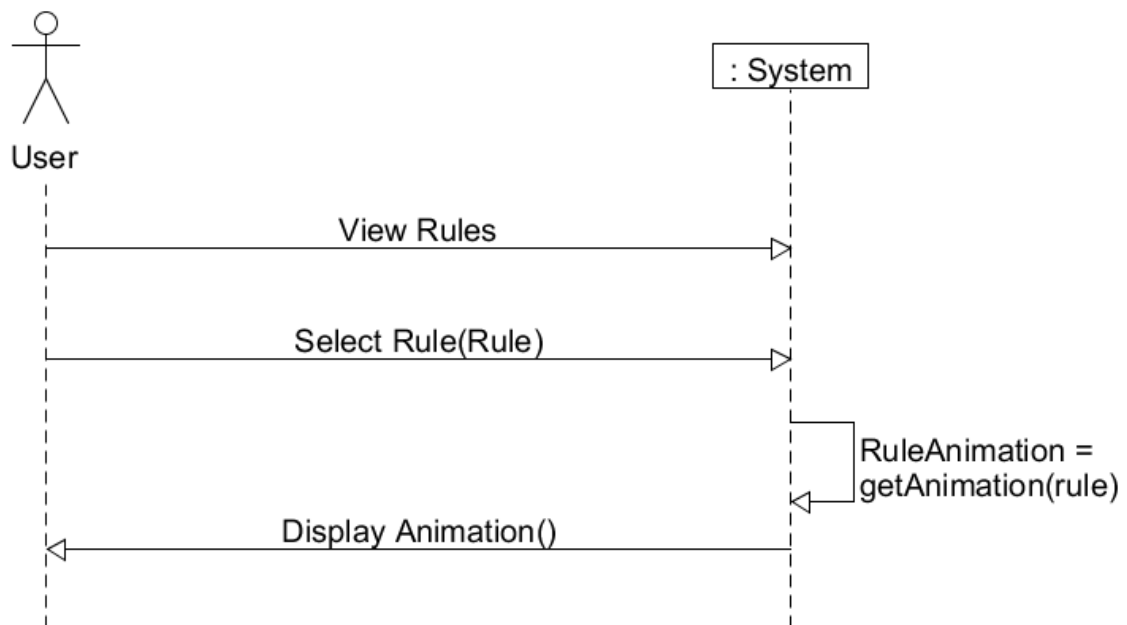 : System
User
View Rules
Select Rule(Rule)
RuleAnimation =
getAnimation(rule)
Display Animation()